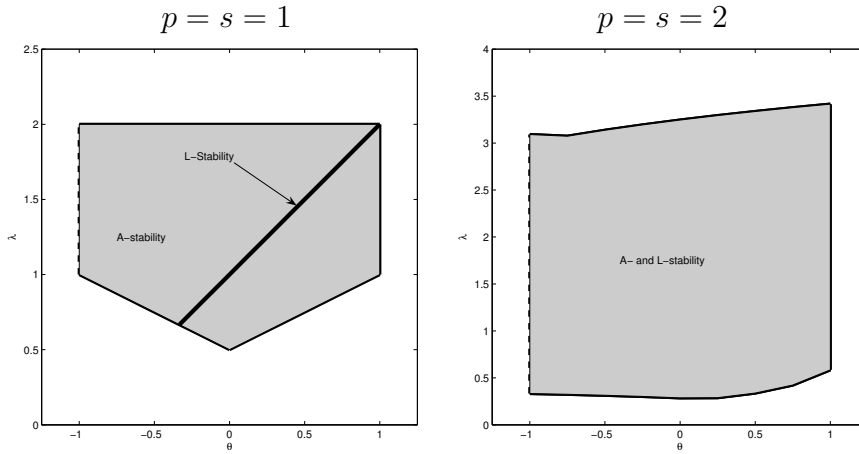 p = s = 1
2.5
2
1.5
1
0.5
0
−1
−0.5
0
0.5
1
λ
θ
L−Stability
A−stability
p = s = 2
4
3.5
3
2.5
2
1.5
1
0.5
0
−1
−0.5
0
0.5
1
λ
θ
A− and L−stability